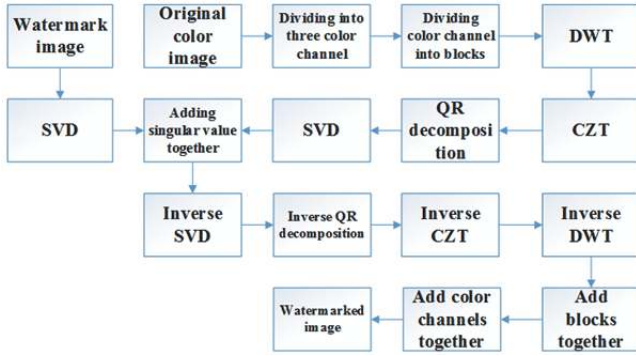 Watermark
image
Original
color
image
Dividing into
three color
channel
Dividing
color channel
into blocks
DWT
SVD
Adding
singular value
together
SVD
QR
decomposi
tion
CZT
Inverse
SVD
Inverse QR
decomposition
Inverse
CZT
Inverse
DWT
Watermarked
image
Add color
channels
together
Add
blocks
together